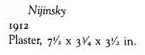 Nijinsky
1912
Plaster, 7½ x 3¾ x 3½ in.